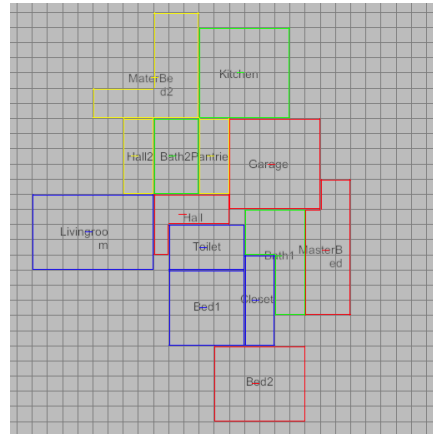 MaterBe
d2
Kitchen
Hall2
Bath2
Pantrie
Garage
Hall
Livingroo
m
Toilet
Bath1
MasterB
ed
Bed1
Closet
Bed2